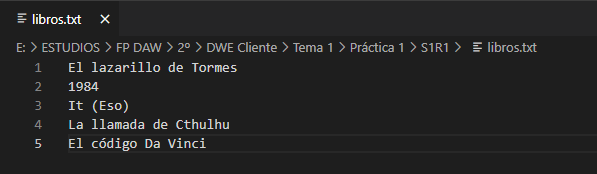 libros.txt
E: > ESTUDIOS > FP DAW > 2º > DWE Cliente > Tema 1 > Práctica 1 > S1R1 > libros.txt
1 El lazarillo de Tormes
2 1984
3 It (Eso)
4 La llamada de Cthulhu
5 El código Da Vinci